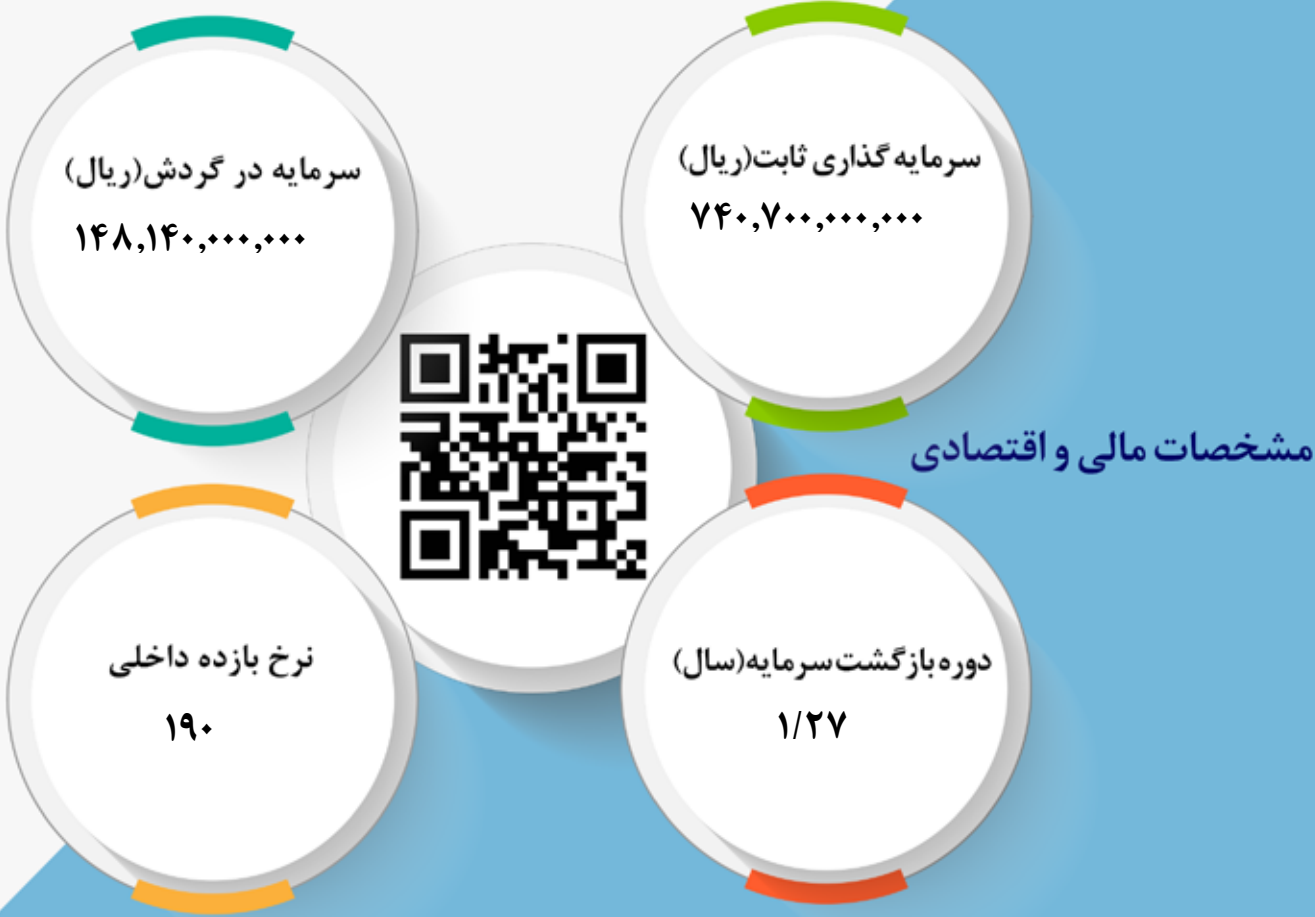 سرمایه گذاری ثابت(ریال)
۷۴۰,۷۰۰,۰۰۰,۰۰۰
سرمایه در گردش(ریال)
۱۴۸,۱۴۰,۰۰۰,۰۰۰
مشخصات مالی و اقتصادی
دوره بازگشت سرمایه(سال)
۱/۲۷
نرخ بازده داخلی
۱۹۰